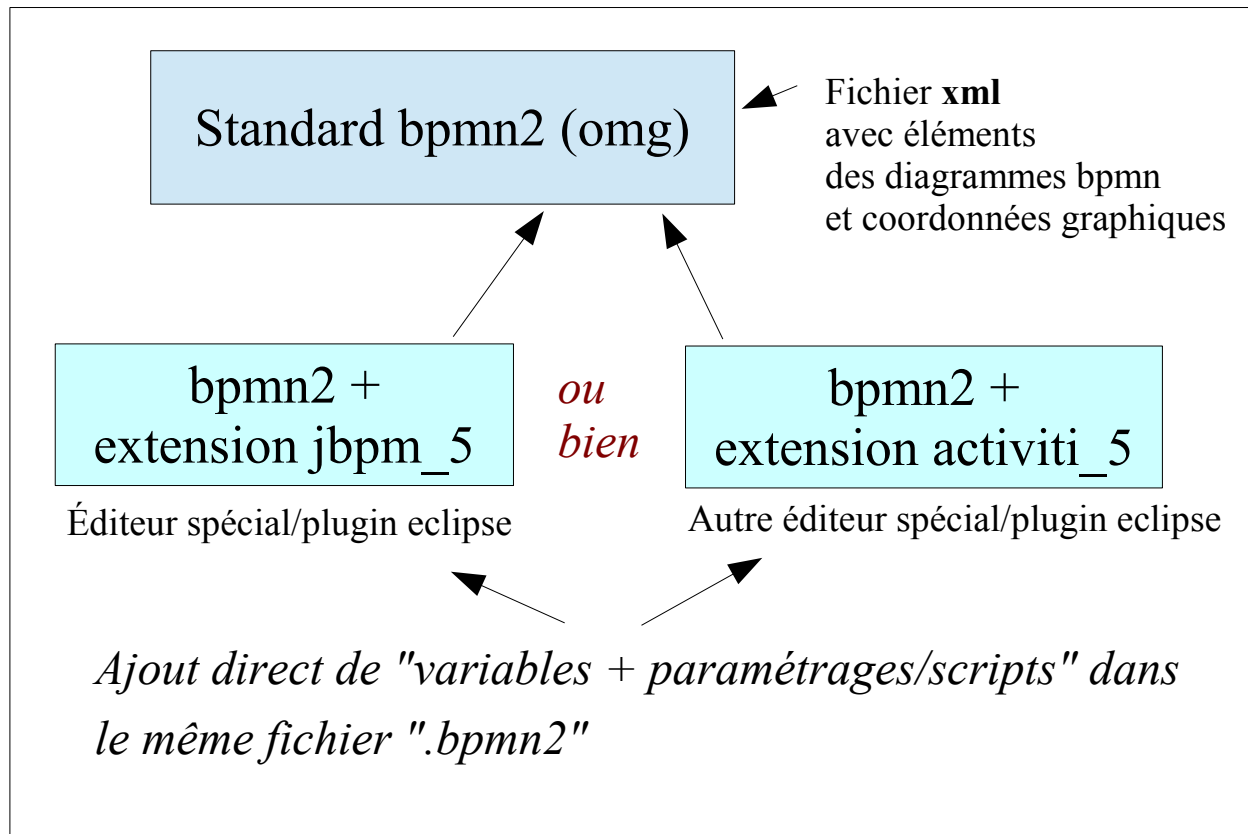 Standard bpmn2 (omg)
Fichier xml
avec éléments
des diagrammes bpmn
et coordonnées graphiques
bpmn2 +
extension jbpm_5
ou
bien
bpmn2 +
extension activiti_5
Éditeur spécial/plugin eclipse
Autre éditeur spécial/plugin eclipse
Ajout direct de "variables + paramétrages/scripts" dans
le même fichier ".bpmn2"